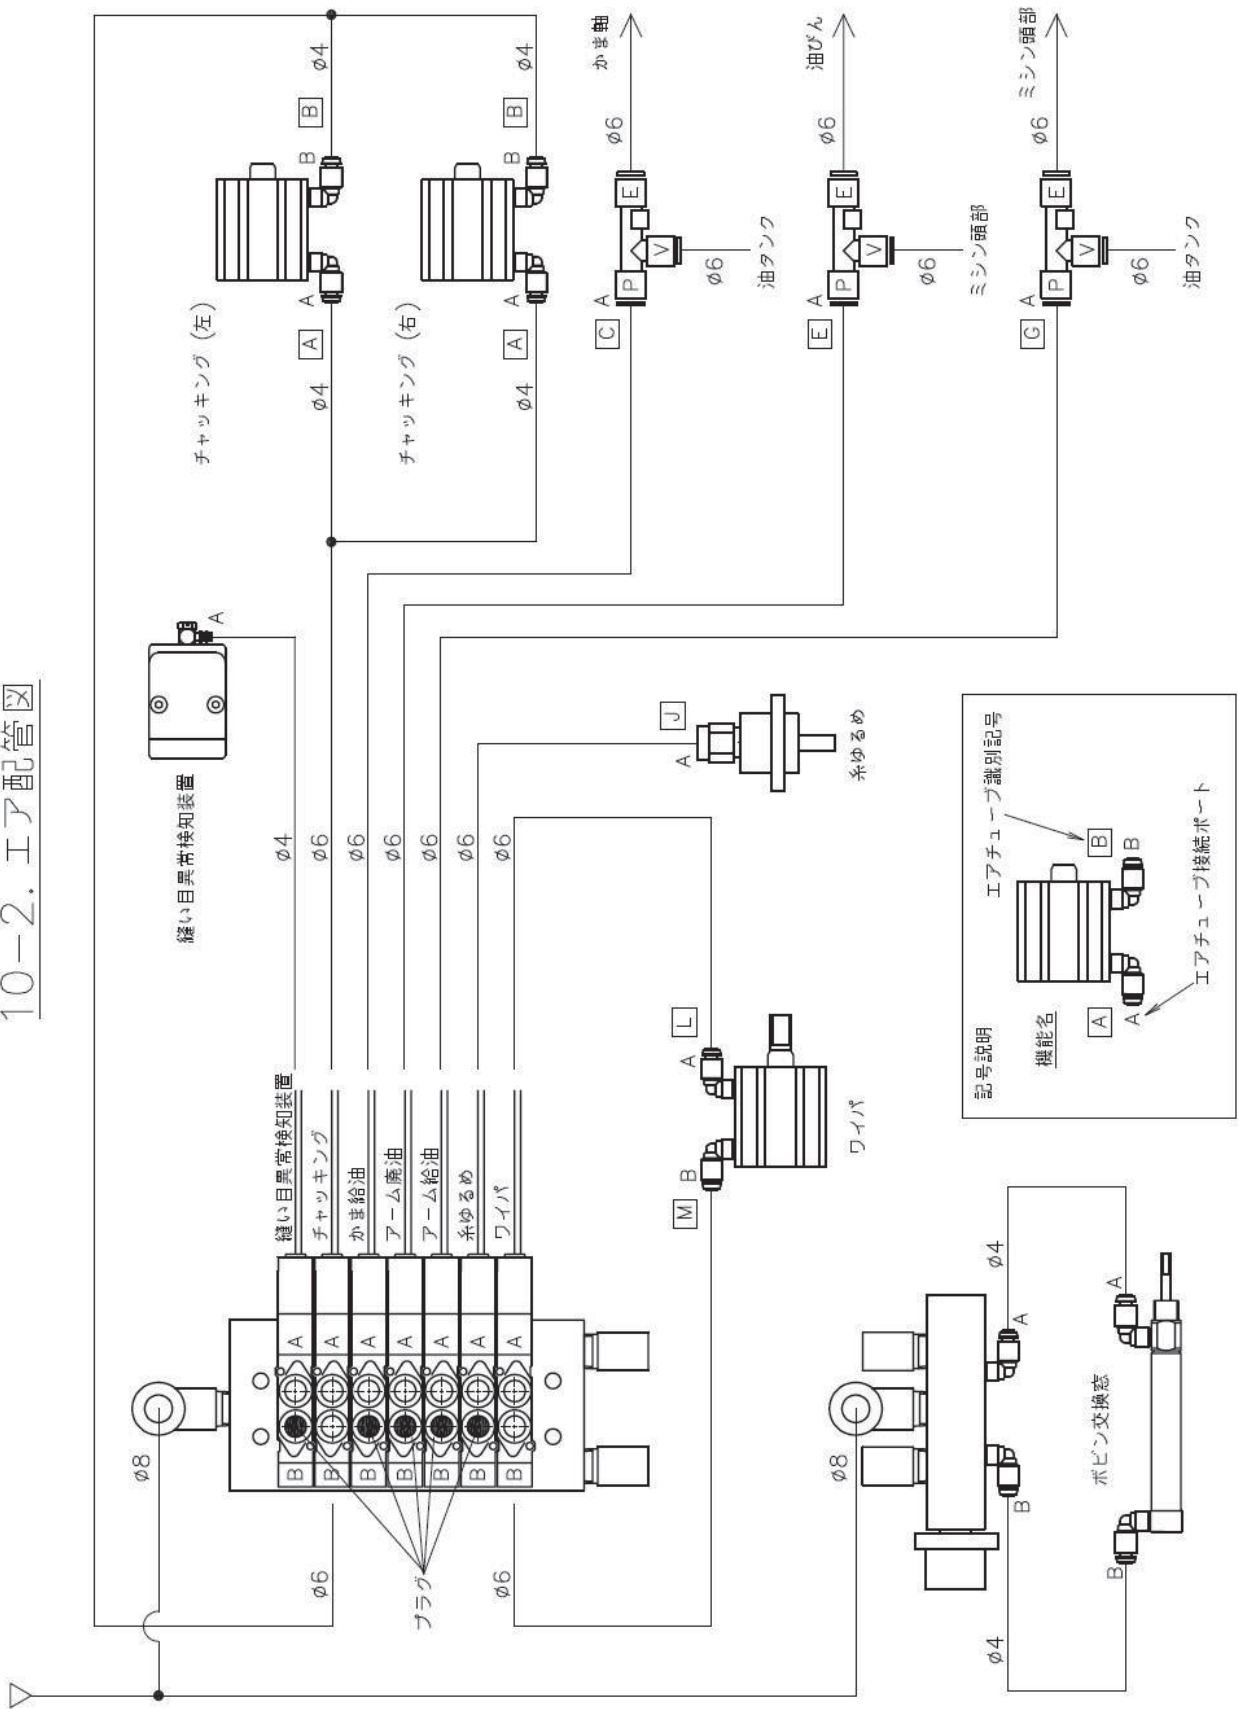 10-2. エア配管図
縫い目異常検知装置
A
チャッキング (左)
A
A
B
B
φ4
φ4
チャッキング (右)
A
A
B
B
φ4
φ4
かま軸
φ6
E
V
P
A
C
φ6
油タンク
油びん
φ6
E
V
P
A
E
φ6
ミシン頭部
ミシン頭部
φ6
E
V
P
A
G
φ6
油タンク
φ4
φ6
φ6
φ6
φ6
φ6
φ6
縫い目異常検知装置
チャッキング
かま給油
アーム廃油
アーム給油
糸ゆるめ
ワイパ
A
A
A
A
A
A
A
B
B
B
B
B
B
B
φ8
φ6
プラグ
φ6
J
A
糸ゆるめ
L
A
B
M
ワイパ
φ8
A
B
φ4
φ4
ボビン交換窓
A
B
記号説明
機能名
エアチューブ識別記号
A
A
B
B
エアチューブ接続ポート